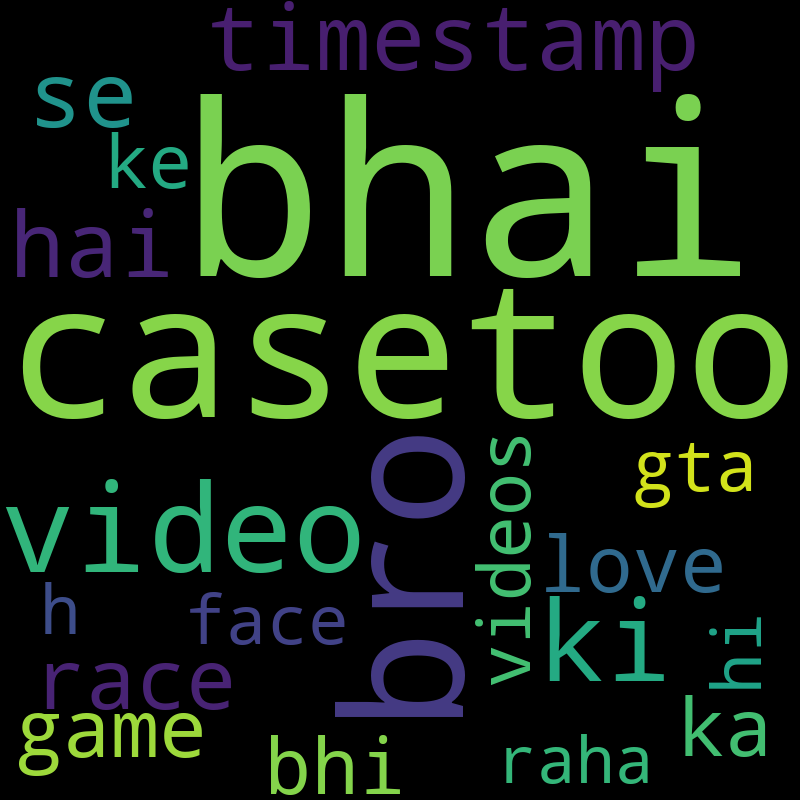 timestamp
se
ke
bhai
hai
casetoo
bro
videos
gta
video
love
h
face
ki
hi
race
game
ka
bhi
raha